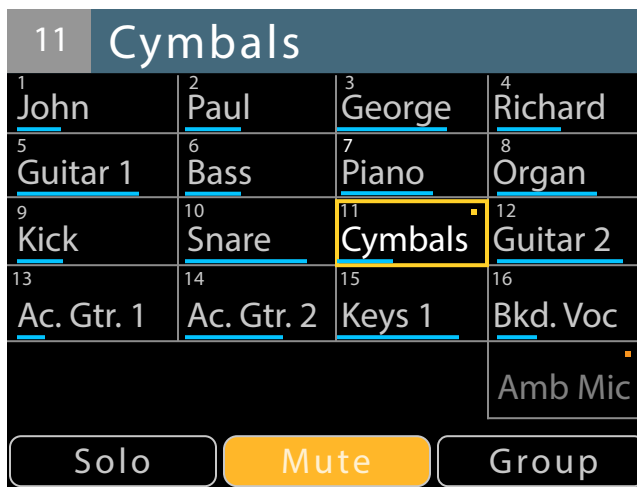 11 Cymbals
1 2 3 4
John Paul George Richard
5 6 7 8
Guitar 1 Bass Piano Organ
9 10 11 12
Kick Snare Cymbals Guitar 2
13 14 15 16
Ac. Gtr. 1 Ac. Gtr. 2 Keys 1 Bkd. Voc
Amb Mic
Solo Mute Group